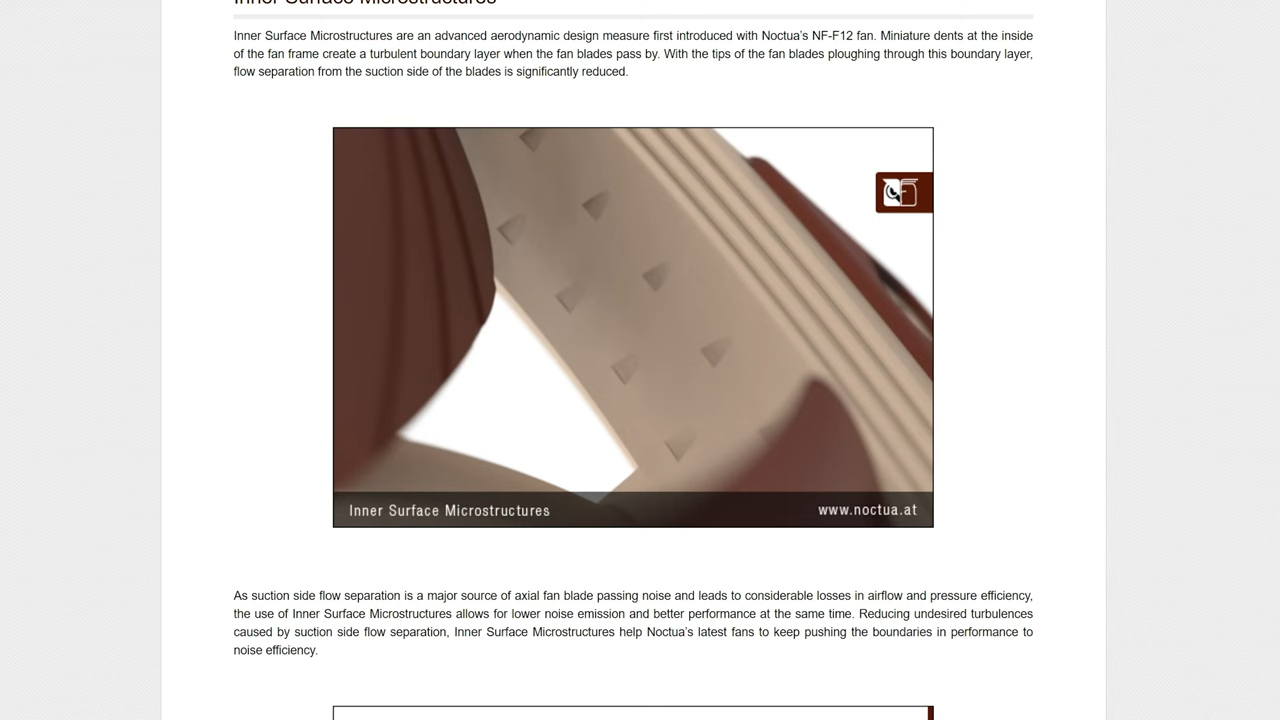 Inner Surface Microstructures
Inner Surface Microstructures are an advanced aerodynamic design measure first introduced with Noctua's NF-F12 fan. Miniature dents at the inside
of the fan frame create a turbulent boundary layer when the fan blades pass by. With the tips of the fan blades ploughing through this boundary layer,
flow separation from the suction side of the blades is significantly reduced.
Inner Surface Microstructures
www.noctua.at
As suction side flow separation is a major source of axial fan blade passing noise and leads to considerable losses in airflow and pressure efficiency,
the use of Inner Surface Microstructures allows for lower noise emission and better performance at the same time. Reducing undesired turbulences
caused by suction side flow separation, Inner Surface Microstructures help Noctua's latest fans to keep pushing the boundaries in performance to
noise efficiency.